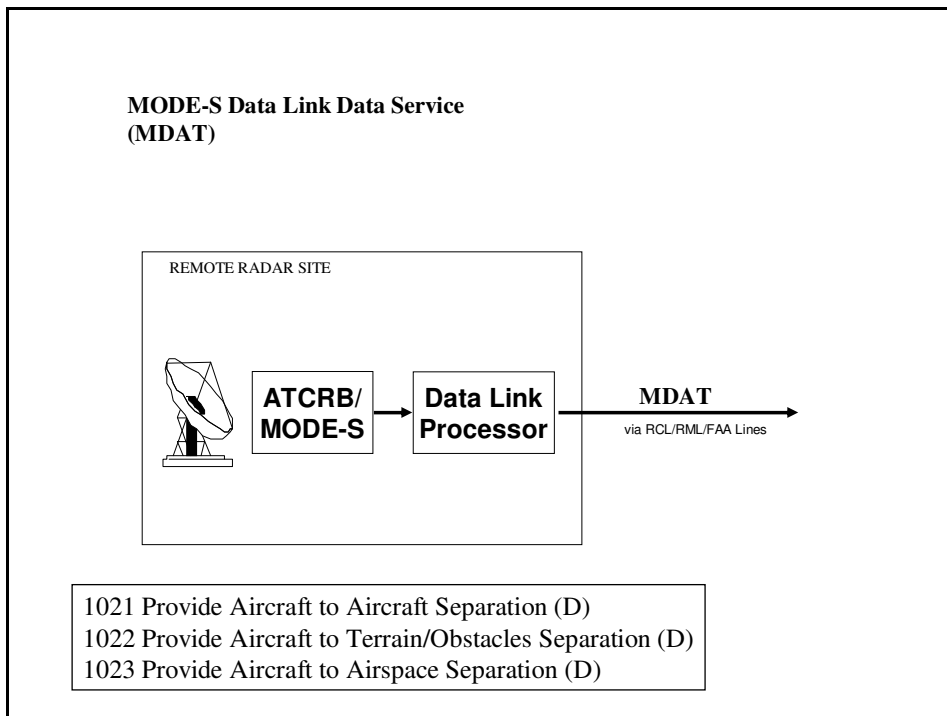 MODE-S Data Link Data Service
(MDAT)
REMOTE RADAR SITE
ATCRB/
MODE-S
Data Link
Processor
MDAT
via RCL/RML/FAA Lines
1021 Provide Aircraft to Aircraft Separation (D)
1022 Provide Aircraft to Terrain/Obstacles Separation (D)
1023 Provide Aircraft to Airspace Separation (D)